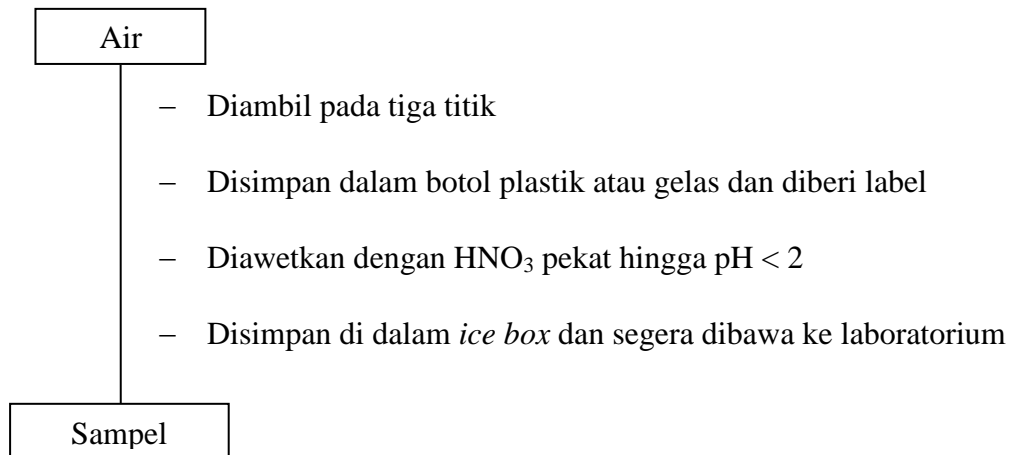 Air
– Diambil pada tiga titik
– Disimpan dalam botol plastik atau gelas dan diberi label
– Diawetkan dengan HNO₃ pekat hingga pH < 2
– Disimpan di dalam ice box dan segera dibawa ke laboratorium
Sampel